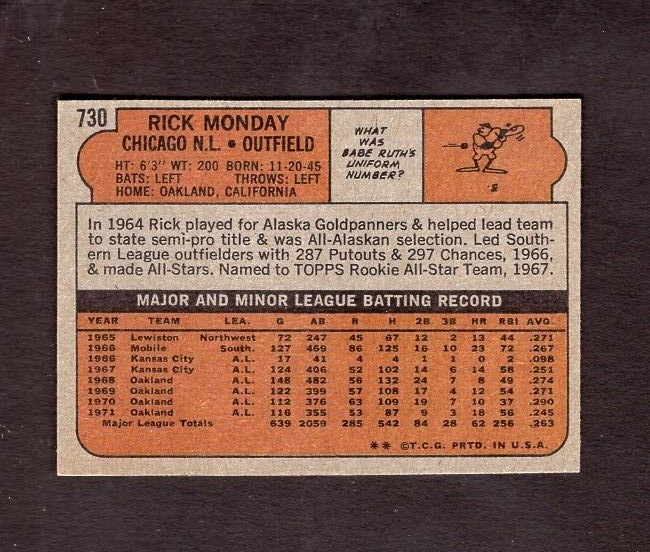 730
RICK MONDAY
CHICAGO N.L. • OUTFIELD
HT: 6'3" WT: 200 BORN: 11-20-45
BATS: LEFT THROWS: LEFT
HOME: OAKLAND, CALIFORNIA
WHAT
WAS
BABE RUTH'S
UNIFORM
NUMBER?
In 1964 Rick played for Alaska Goldpanners & helped lead team
to state semi-pro title & was All-Alaskan selection. Led South-
ern League outfielders with 287 Putouts & 297 Chances, 1966,
& made All-Stars. Named to TOPPS Rookie All-Star Team, 1967.
MAJOR AND MINOR LEAGUE BATTING RECORD
YEAR TEAM LEA. G AB R H 2B 3B HR RBI AVG.
1965 Lewiston Northwest 72 247 45 67 12 2 13 44 .271
1966 Mobile South. 127 469 86 125 16 10 23 72 .267
1966 Kansas City A.L. 17 41 4 4 1 1 0 2 .098
1967 Kansas City A.L. 124 406 52 102 14 6 14 58 .251
1968 Oakland A.L. 148 482 56 132 24 7 8 49 .274
1969 Oakland A.L. 122 399 57 108 17 4 12 54 .271
1970 Oakland A.L. 112 376 63 109 19 7 10 37 .290
1971 Oakland A.L. 116 355 53 87 9 3 18 56 .245
Major League Totals 639 2059 285 542 84 28 62 256 .263
** ©T.C.G. PRTD. IN U.S.A.